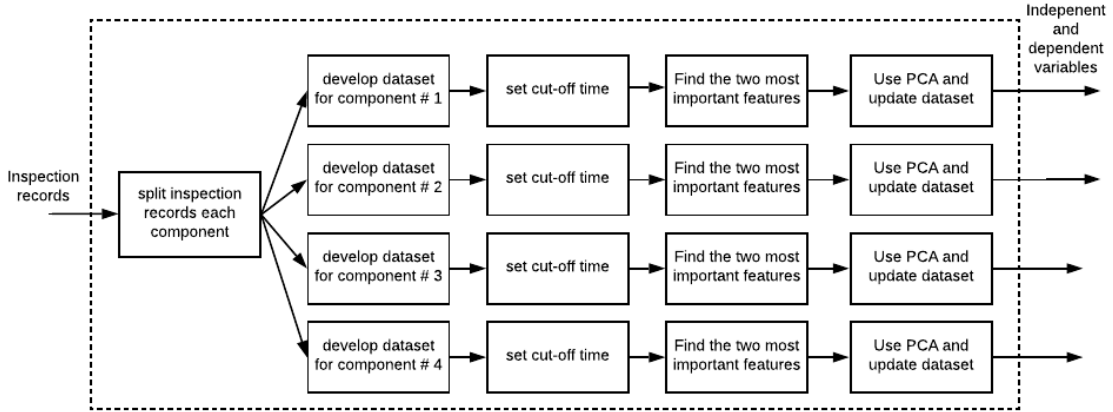 Indepenent
and
dependent
variables
develop dataset
for component # 1
set cut-off time
Find the two most
important features
Use PCA and
update dataset
Inspection
records
split inspection
records each
component
develop dataset
for component # 2
set cut-off time
Find the two most
important features
Use PCA and
update dataset
develop dataset
for component # 3
set cut-off time
Find the two most
important features
Use PCA and
update dataset
develop dataset
for component # 4
set cut-off time
Find the two most
important features
Use PCA and
update dataset